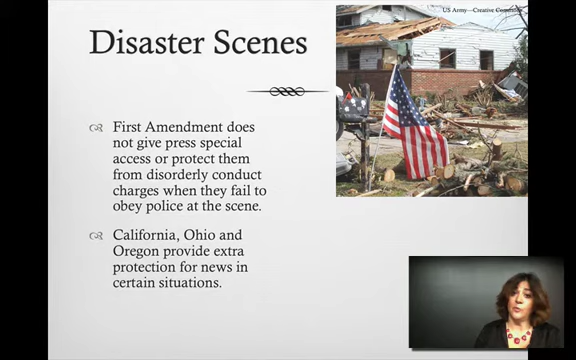 US Army—Creative Commons
Disaster Scenes
First Amendment does
not give press special
access or protect them
from disorderly conduct
charges when they fail to
obey police at the scene.
California, Ohio and
Oregon provide extra
protection for news in
certain situations.